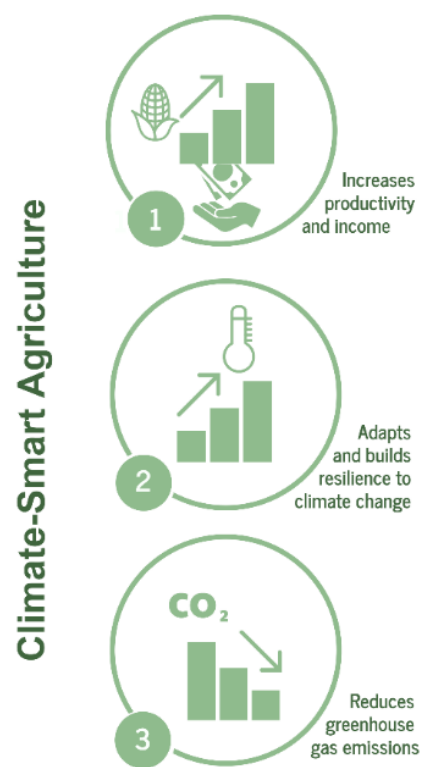 Climate-Smart Agriculture
1
Increases
productivity
and income
2
Adapts
and builds
resilience to
climate change
CO₂
3
Reduces
greenhouse
gas emissions